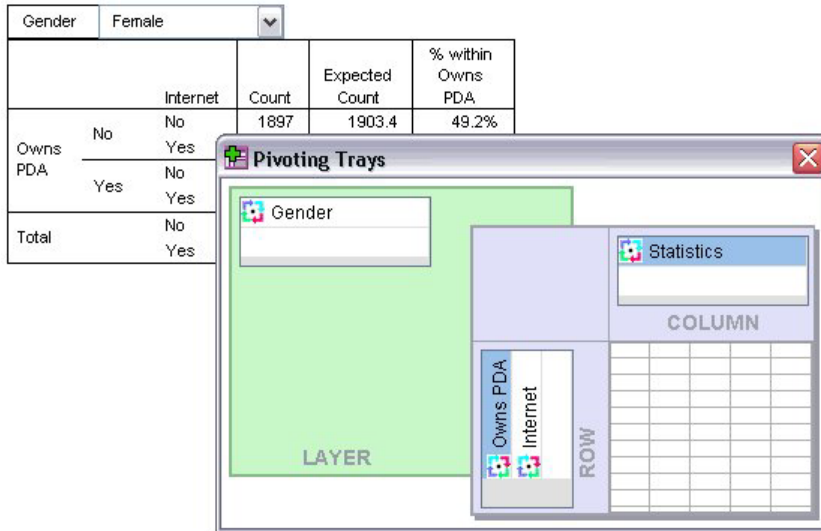 Gender Female
Internet Count Expected Count % within Owns PDA
Owns PDA No No 1897 1903.4 49.2%
Yes
Yes No
Yes
Total No
Yes
Pivoting Trays
Gender
Statistics
COLUMN
Owns PDA
Internet
ROW
LAYER